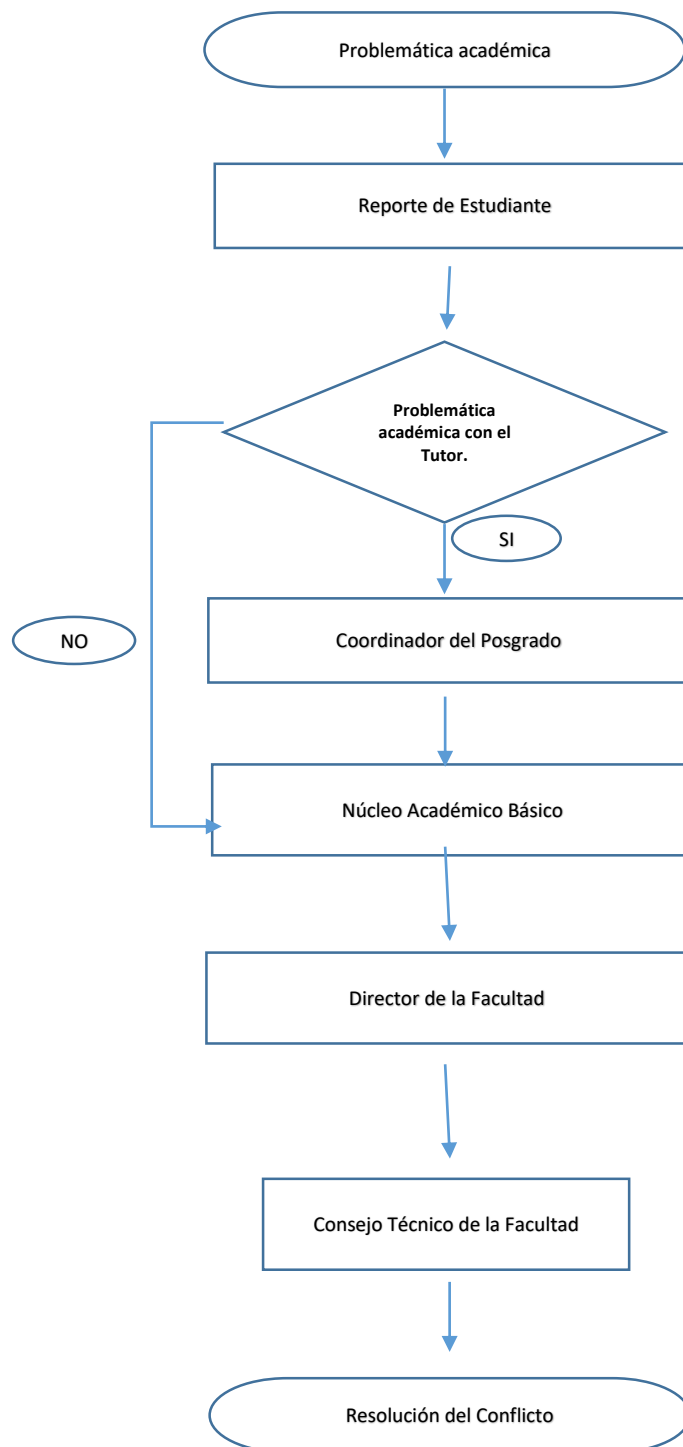 Problemática académica
Reporte de Estudiante
Problemática
académica con el
Tutor.
SI
Coordinador del Posgrado
NO
Núcleo Académico Básico
Director de la Facultad
Consejo Técnico de la Facultad
Resolución del Conflicto